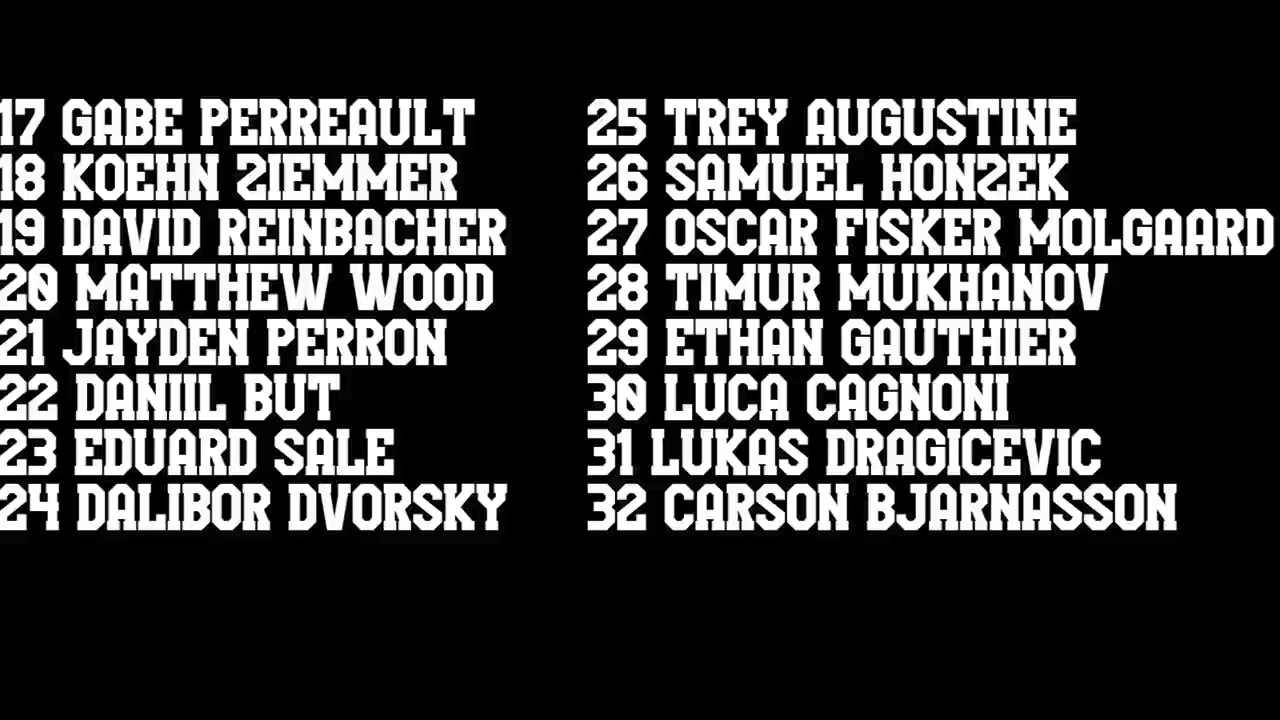 17 GABE PERREAULT
18 KOEHN ZIEMMER
19 DAVID REINBACHER
20 MATTHEW WOOD
21 JAYDEN PERRON
22 DANIIL BUT
23 EDUARD SALE
24 DALIBOR DVORSKY
25 TREY AUGUSTINE
26 SAMUEL HONZEK
27 OSCAR FISKER MOLGAARD
28 TIMUR MUKHANOV
29 ETHAN GAUTHIER
30 LUCA CAGNONI
31 LUKAS DRAGICEVIC
32 CARSON BJARNASSON